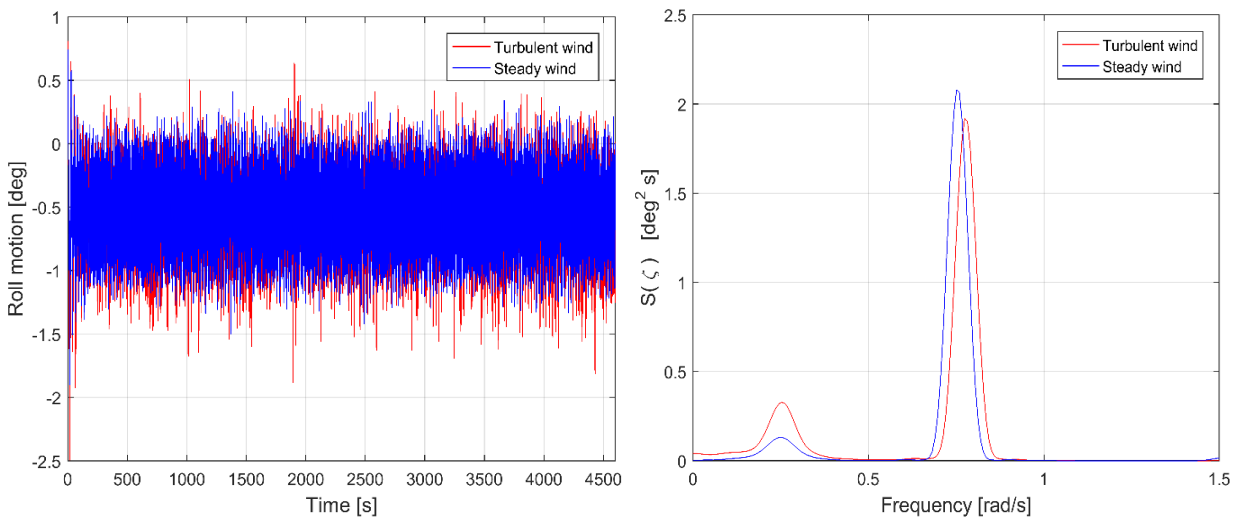 Turbulent wind
Steady wind
Roll motion [deg]
1
0.5
0
-0.5
-1
-1.5
-2
-2.5
0 500 1000 1500 2000 2500 3000 3500 4000 4500
Time [s]
Turbulent wind
Steady wind
S( ζ ) [deg² s]
2.5
2
1.5
1
0.5
0
0 0.5 1 1.5
Frequency [rad/s]